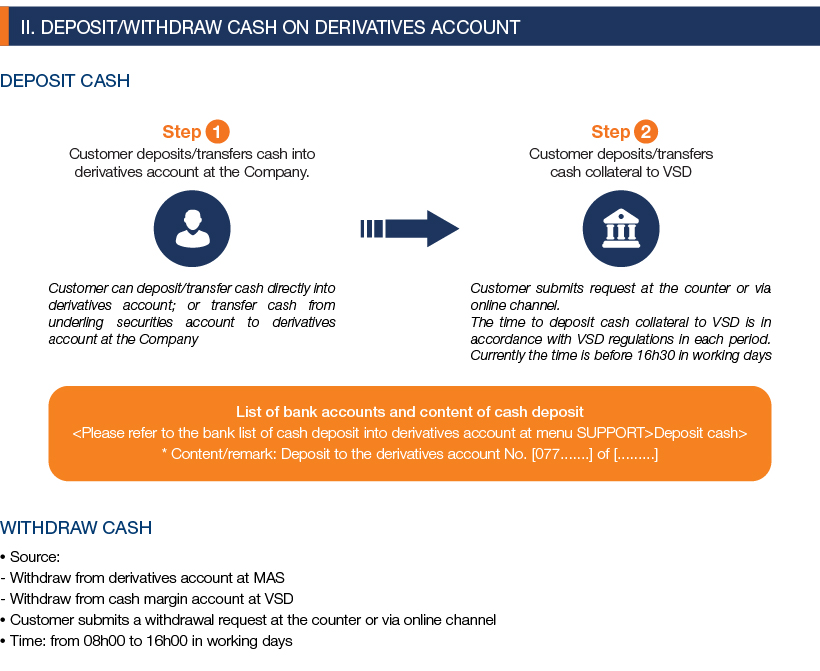 II. DEPOSIT/WITHDRAW CASH ON DERIVATIVES ACCOUNT
DEPOSIT CASH
Step 1
Customer deposits/transfers cash into
derivatives account at the Company.
Customer can deposit/transfer cash directly into
derivatives account; or transfer cash from
underling securities account to derivatives
account at the Company
Step 2
Customer deposits/transfers
cash collateral to VSD
Customer submits request at the counter or via
online channel.
The time to deposit cash collateral to VSD is in
accordance with VSD regulations in each period.
Currently the time is before 16h30 in working days
List of bank accounts and content of cash deposit
<Please refer to the bank list of cash deposit into derivatives account at menu SUPPORT>Deposit cash>
* Content/remark: Deposit to the derivatives account No. [077.......] of [.........]
WITHDRAW CASH
• Source:
- Withdraw from derivatives account at MAS
- Withdraw from cash margin account at VSD
• Customer submits a withdrawal request at the counter or via online channel
• Time: from 08h00 to 16h00 in working days